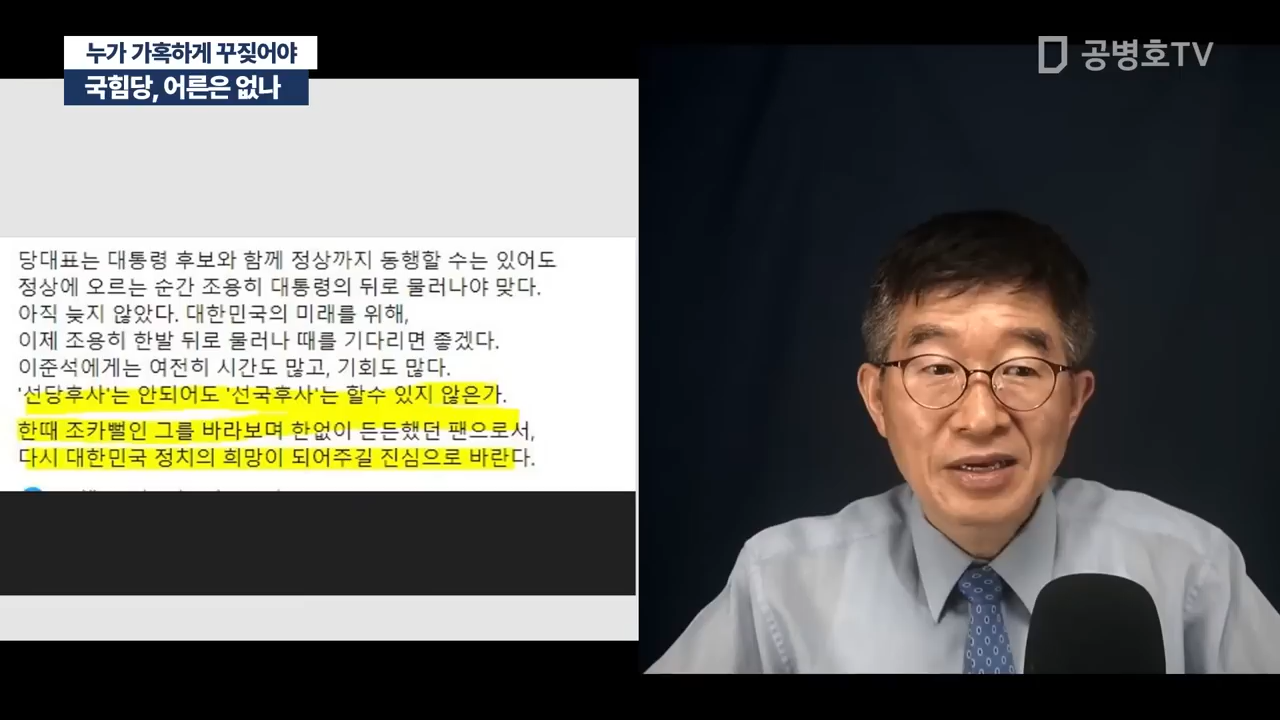 누가 가혹하게 꾸짖어야
국힘당, 어른은 없나
공병호TV
당대표는 대통령 후보와 함께 정상까지 동행할 수는 있어도
정상에 오르는 순간 조용히 대통령의 뒤로 물러나야 맞다.
아직 늦지 않았다. 대한민국의 미래를 위해,
이제 조용히 한발 뒤로 물러나 때를 기다리면 좋겠다.
이준석에게는 여전히 시간도 많고, 기회도 많다.
'선당후사'는 안되어도 '선국후사'는 할수 있지 않은가.
한때 조카뻘인 그를 바라보며 한없이 든든했던 팬으로서,
다시 대한민국 정치의 희망이 되어주길 진심으로 바란다.